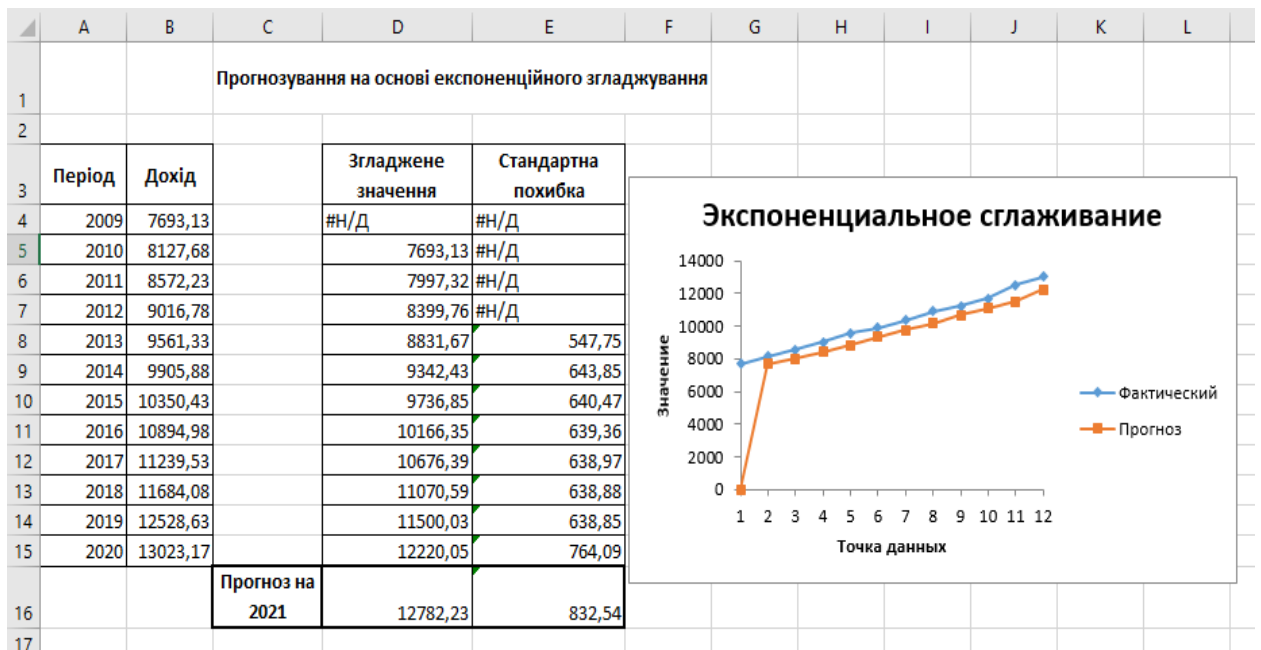 A B C D E F G H I J K L
1 Прогнозування на основі експоненційного згладжування
2
Згладжене Стандартна
3 Період Дохід значення похибка
4 2009 7693,13 #Н/Д #Н/Д
5 2010 8127,68 7693,13 #Н/Д
6 2011 8572,23 7997,32 #Н/Д
7 2012 9016,78 8399,76 #Н/Д
8 2013 9561,33 8831,67 547,75
9 2014 9905,88 9342,43 643,85
10 2015 10350,43 9736,85 640,47
11 2016 10894,98 10166,35 639,36
12 2017 11239,53 10676,39 638,97
13 2018 11684,08 11070,59 638,88
14 2019 12528,63 11500,03 638,85
15 2020 13023,17 12220,05 764,09
Прогноз на
16 2021 12782,23 832,54
17
Экспоненциальное сглаживание
14000
12000
10000
8000
6000
4000
2000
0
Значение
1 2 3 4 5 6 7 8 9 10 11 12
Точка данных
Фактический
Прогноз